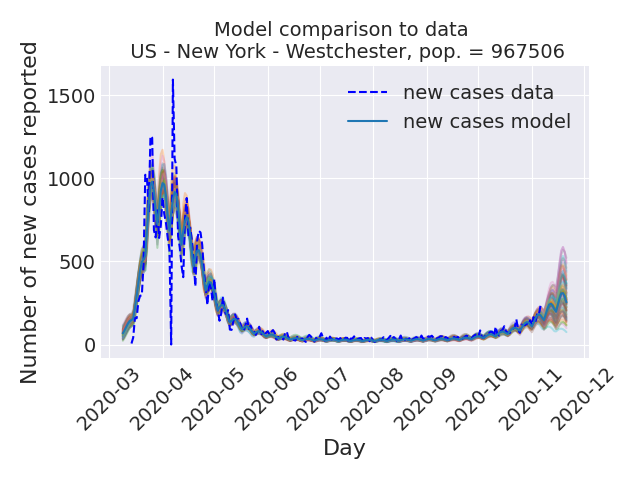 Model comparison to data
US - New York - Westchester, pop. = 967506
Number of new cases reported
1500
1000
500
0
new cases data
new cases model
2020-03
2020-04
2020-05
2020-06
2020-07
2020-08
2020-09
2020-10
2020-11
2020-12
Day